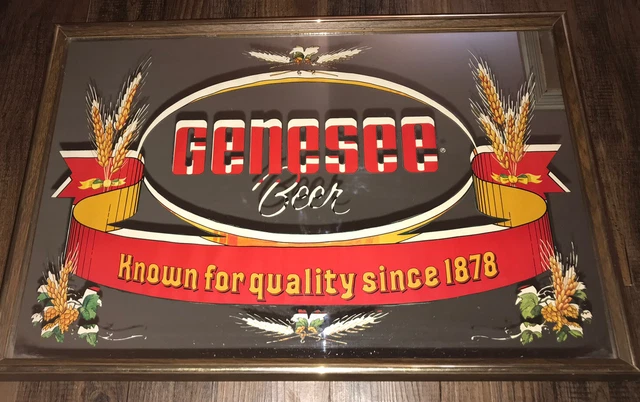 Genesee®
Beer
Known for quality since 1878